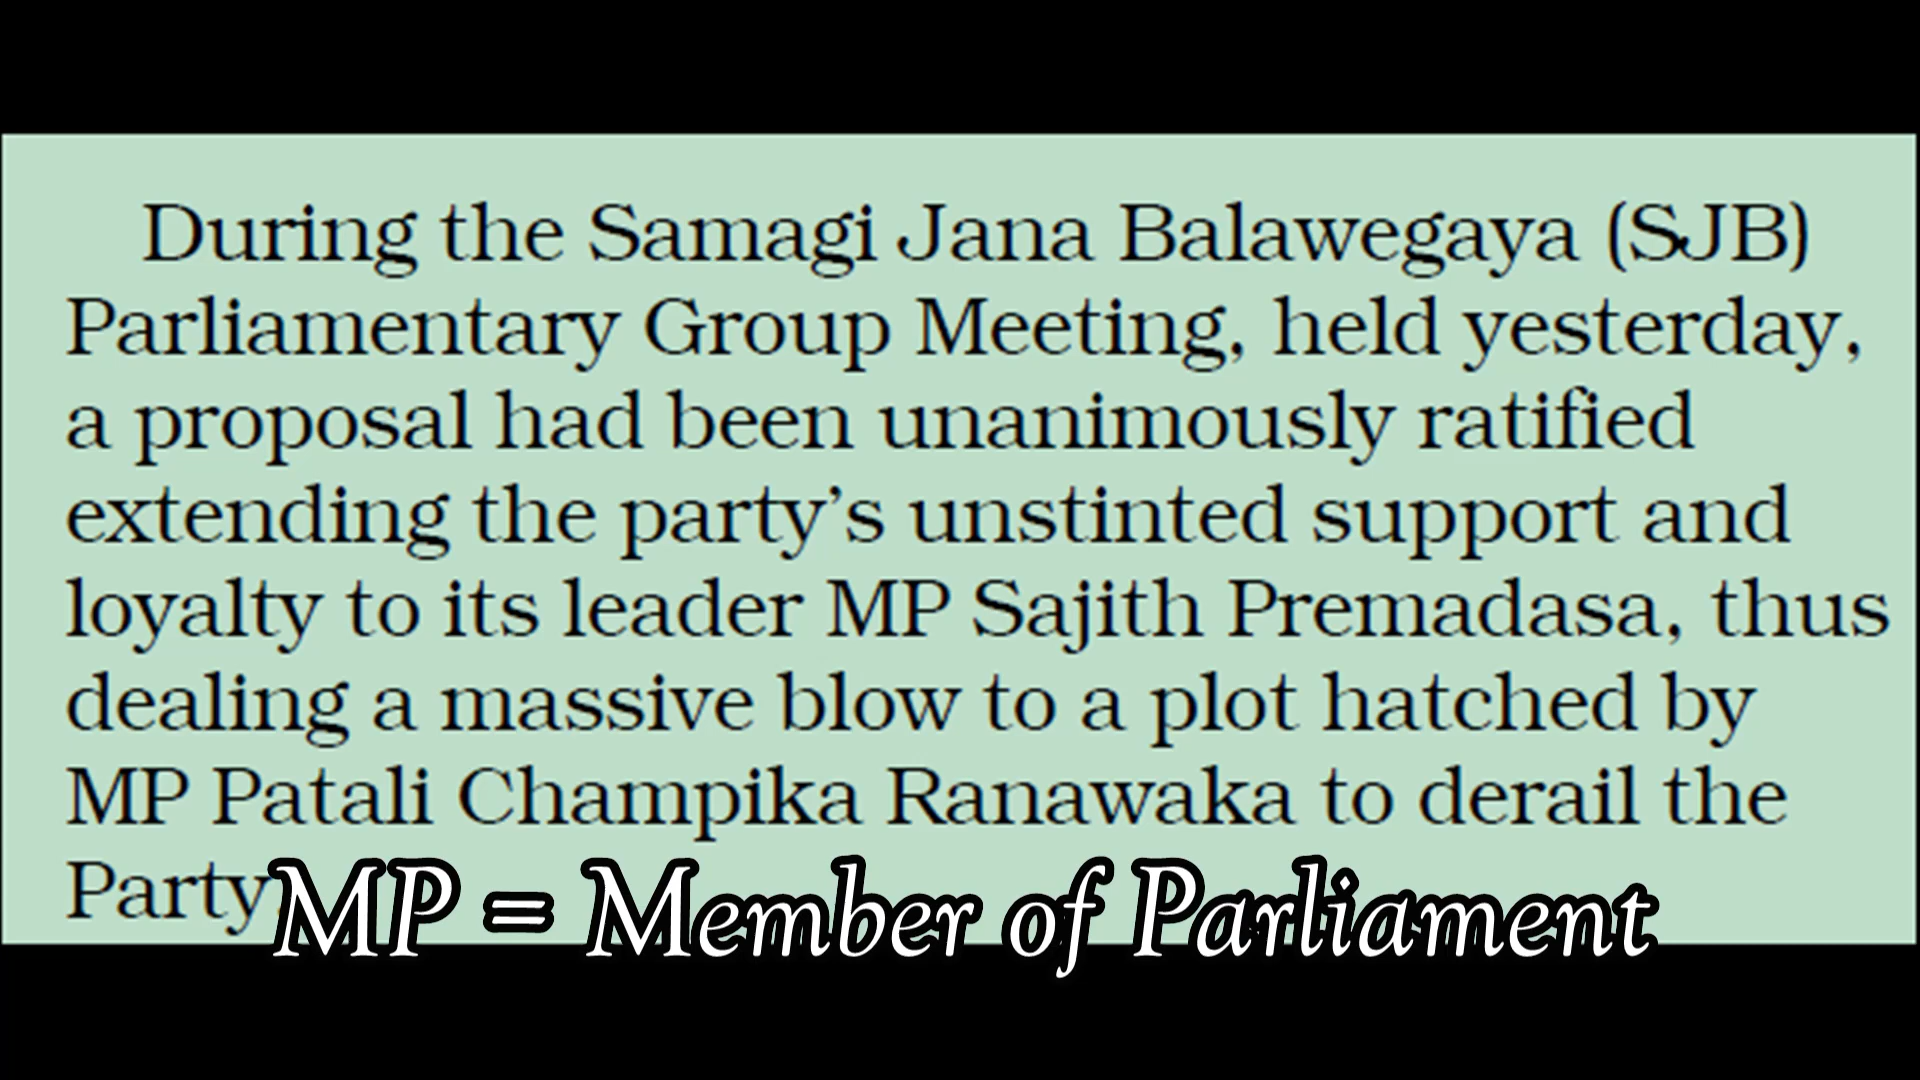 During the Samagi Jana Balawegaya (SJB)
Parliamentary Group Meeting, held yesterday,
a proposal had been unanimously ratified
extending the party’s unstinted support and
loyalty to its leader MP Sajith Premadasa, thus
dealing a massive blow to a plot hatched by
MP Patali Champika Ranawaka to derail the
Party.
MP = Member of Parliament